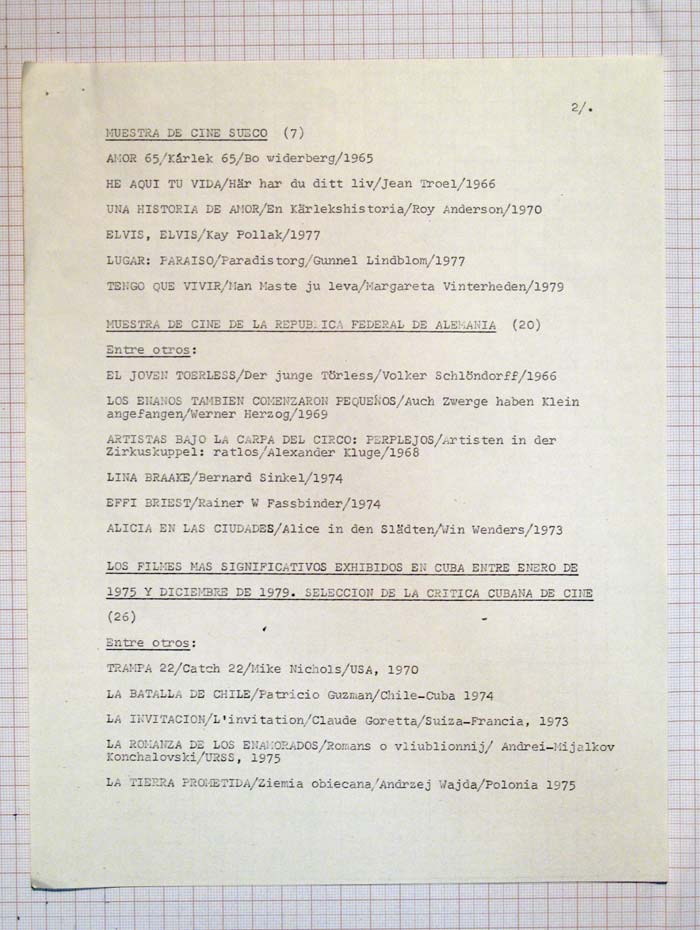 2/.
MUESTRA DE CINE SUECO (7)
AMOR 65/Kárlek 65/Bo widerberg/1965
HE AQUI TU VIDA/Här har du ditt liv/Jean Troel/1966
UNA HISTORIA DE AMOR/En Kärlekshistoria/Roy Anderson/1970
ELVIS, ELVIS/Kay Pollak/1977
LUGAR: PARAISO/Paradistorg/Gunnel Lindblom/1977
TENGO QUE VIVIR/Man Maste ju leva/Margareta Vinterheden/1979
MUESTRA DE CINE DE LA REPUBLICA FEDERAL DE ALEMANIA (20)
Entre otros:
EL JOVEN TOERLESS/Der junge Törless/Volker Schlöndorff/1966
LOS ENANOS TAMBIEN COMENZARON PEQUEÑOS/Auch Zwerge haben Klein
angefangen/Werner Herzog/1969
ARTISTAS BAJO LA CARPA DEL CIRCO: PERPLEJOS/Artisten in der
Zirkuskuppel: ratlos/Alexander Kluge/1968
LINA BRAAKE/Bernard Sinkel/1974
EFFI BRIEST/Rainer W Fassbinder/1974
ALICIA EN LAS CIUDADES/Alice in den Slädten/Win Wenders/1973
LOS FILMES MAS SIGNIFICATIVOS EXHIBIDOS EN CUBA ENTRE ENERO DE
1975 Y DICIEMBRE DE 1979. SELECCION DE LA CRITICA CUBANA DE CINE
(26)
Entre otros:
TRAMPA 22/Catch 22/Mike Nichols/USA, 1970
LA BATALLA DE CHILE/Patricio Guzman/Chile-Cuba 1974
LA INVITACION/L'invitation/Claude Goretta/Suiza-Francia, 1973
LA ROMANZA DE LOS ENAMORADOS/Romans o vliublionnij/ Andrei-Mijalkov
Konchalovski/URSS, 1975
LA TIERRA PROMETIDA/Ziemia obiecana/Andrzej Wajda/Polonia 1975